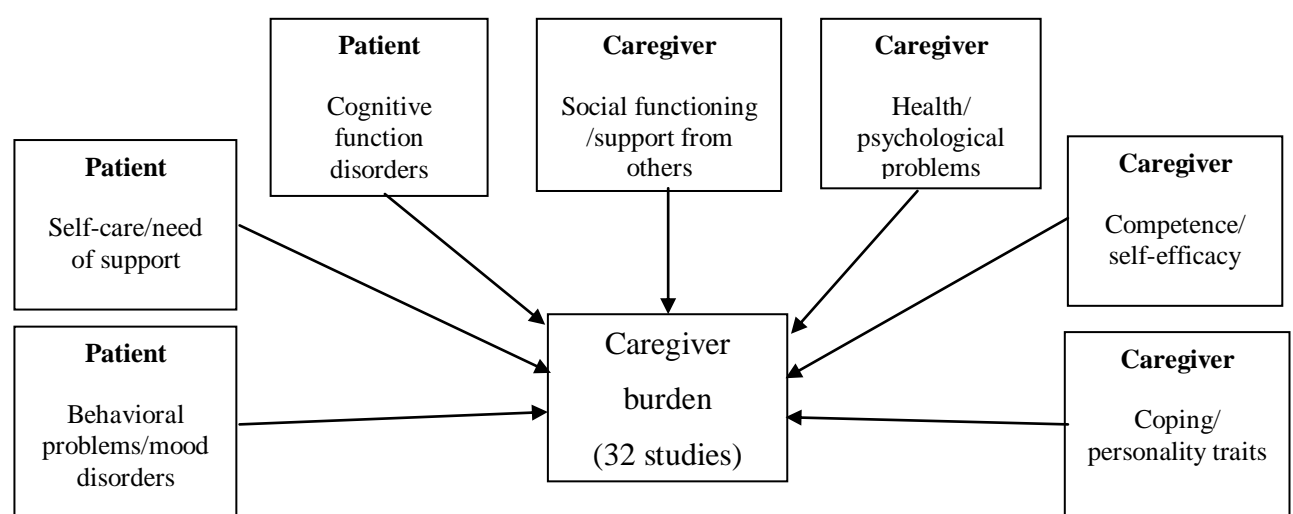 Patient
Cognitive
function
disorders
Caregiver
Social functioning
/support from
others
Caregiver
Health/
psychological
problems
Patient
Self-care/need
of support
Caregiver
Competence/
self-efficacy
Patient
Behavioral
problems/mood
disorders
Caregiver
burden
(32 studies)
Caregiver
Coping/
personality traits